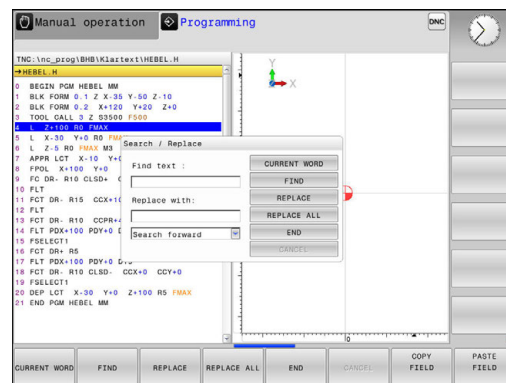 Manual operation
Programming
DNC
TNC:\nc_prog\BHB\Klartext\HEBEL.H
→HEBEL.H
0 BEGIN PGM HEBEL MM
1 BLK FORM 0.1 Z X-35 Y-50 Z-10
2 BLK FORM 0.2 X+120 Y+20 Z+0
3 TOOL CALL 3 Z S3500 F500
4 L Z+100 R0 FMAX
5 L X-30 Y+0 R0 FMAX
6 L Z-5 R0 FMAX M3
7 APPR LCT X-10 Y+0
8 FPOL X+100 Y+0
9 FC DR- R10 CLSD+
10 FLT
11 FCT DR- R15 CCX+10
12 FLT
13 FCT DR- R10 CCPR+
14 FLT PDX+100 PDY+0
15 FSELECT1
16 FCT DR+ R5
17 FLT PDX+100 PDY+0
18 FCT DR- R10 CLSD- CCX+0 CCY+0
19 FSELECT1
20 DEP LCT X-30 Y+0 Z+100 R5 FMAX
21 END PGM HEBEL MM
Y
X
Search / Replace
Find text :
CURRENT WORD
FIND
Replace with:
REPLACE
REPLACE ALL
Search forward
END
CANCEL
0
CURRENT WORD
FIND
REPLACE
REPLACE ALL
END
CANCEL
COPY FIELD
PASTE FIELD